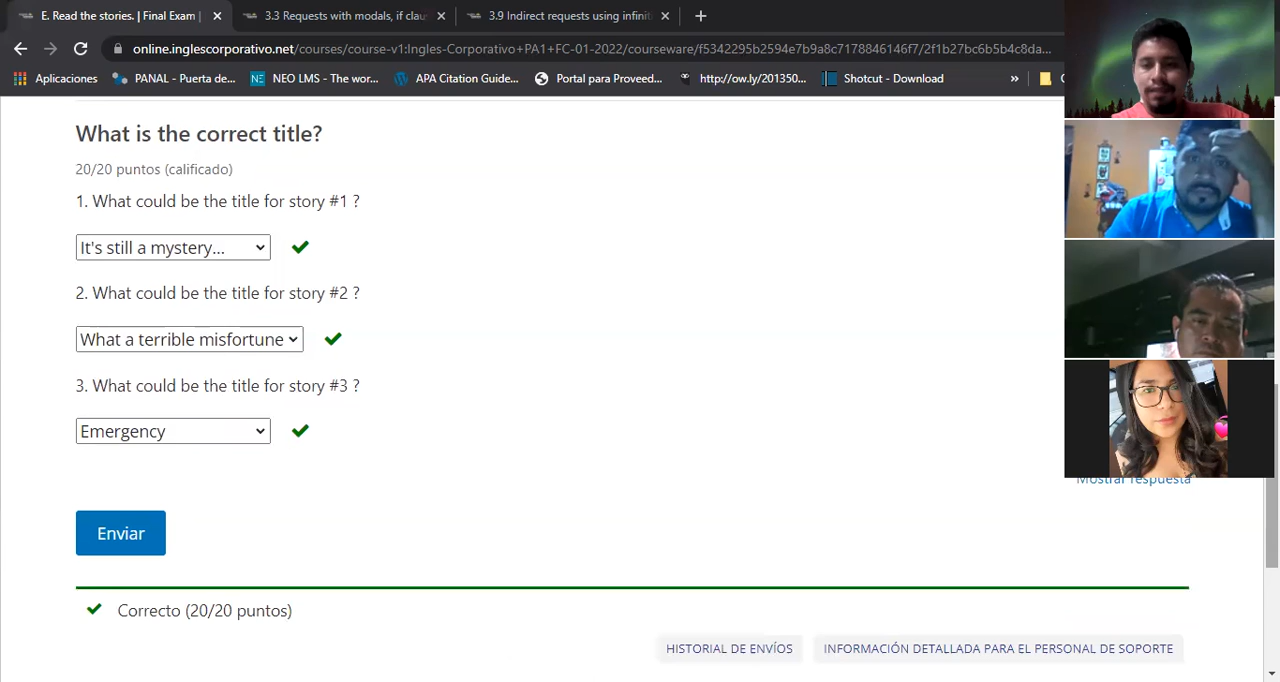 E. Read the stories. | Final Exam |
3.3 Requests with modals, if clau
3.9 Indirect requests using infinit
online.inglescorporativo.net/courses/course-v1:Ingles-Corporativo+PA1+FC-01-2022/courseware/f5342295b2594e7b9a8c7178846146f7/2f1b27bc6b5b4c8da...
Aplicaciones
PANAL - Puerta de...
NEO LMS - The wor...
APA Citation Guide...
Portal para Proveed...
http://ow.ly/201350...
Shotcut - Download
»
What is the correct title?
20/20 puntos (calificado)
1. What could be the title for story #1 ?
It's still a mystery...
2. What could be the title for story #2 ?
What a terrible misfortune
3. What could be the title for story #3 ?
Emergency
Mostrar respuesta
Enviar
Correcto (20/20 puntos)
HISTORIAL DE ENVÍOS
INFORMACIÓN DETALLADA PARA EL PERSONAL DE SOPORTE